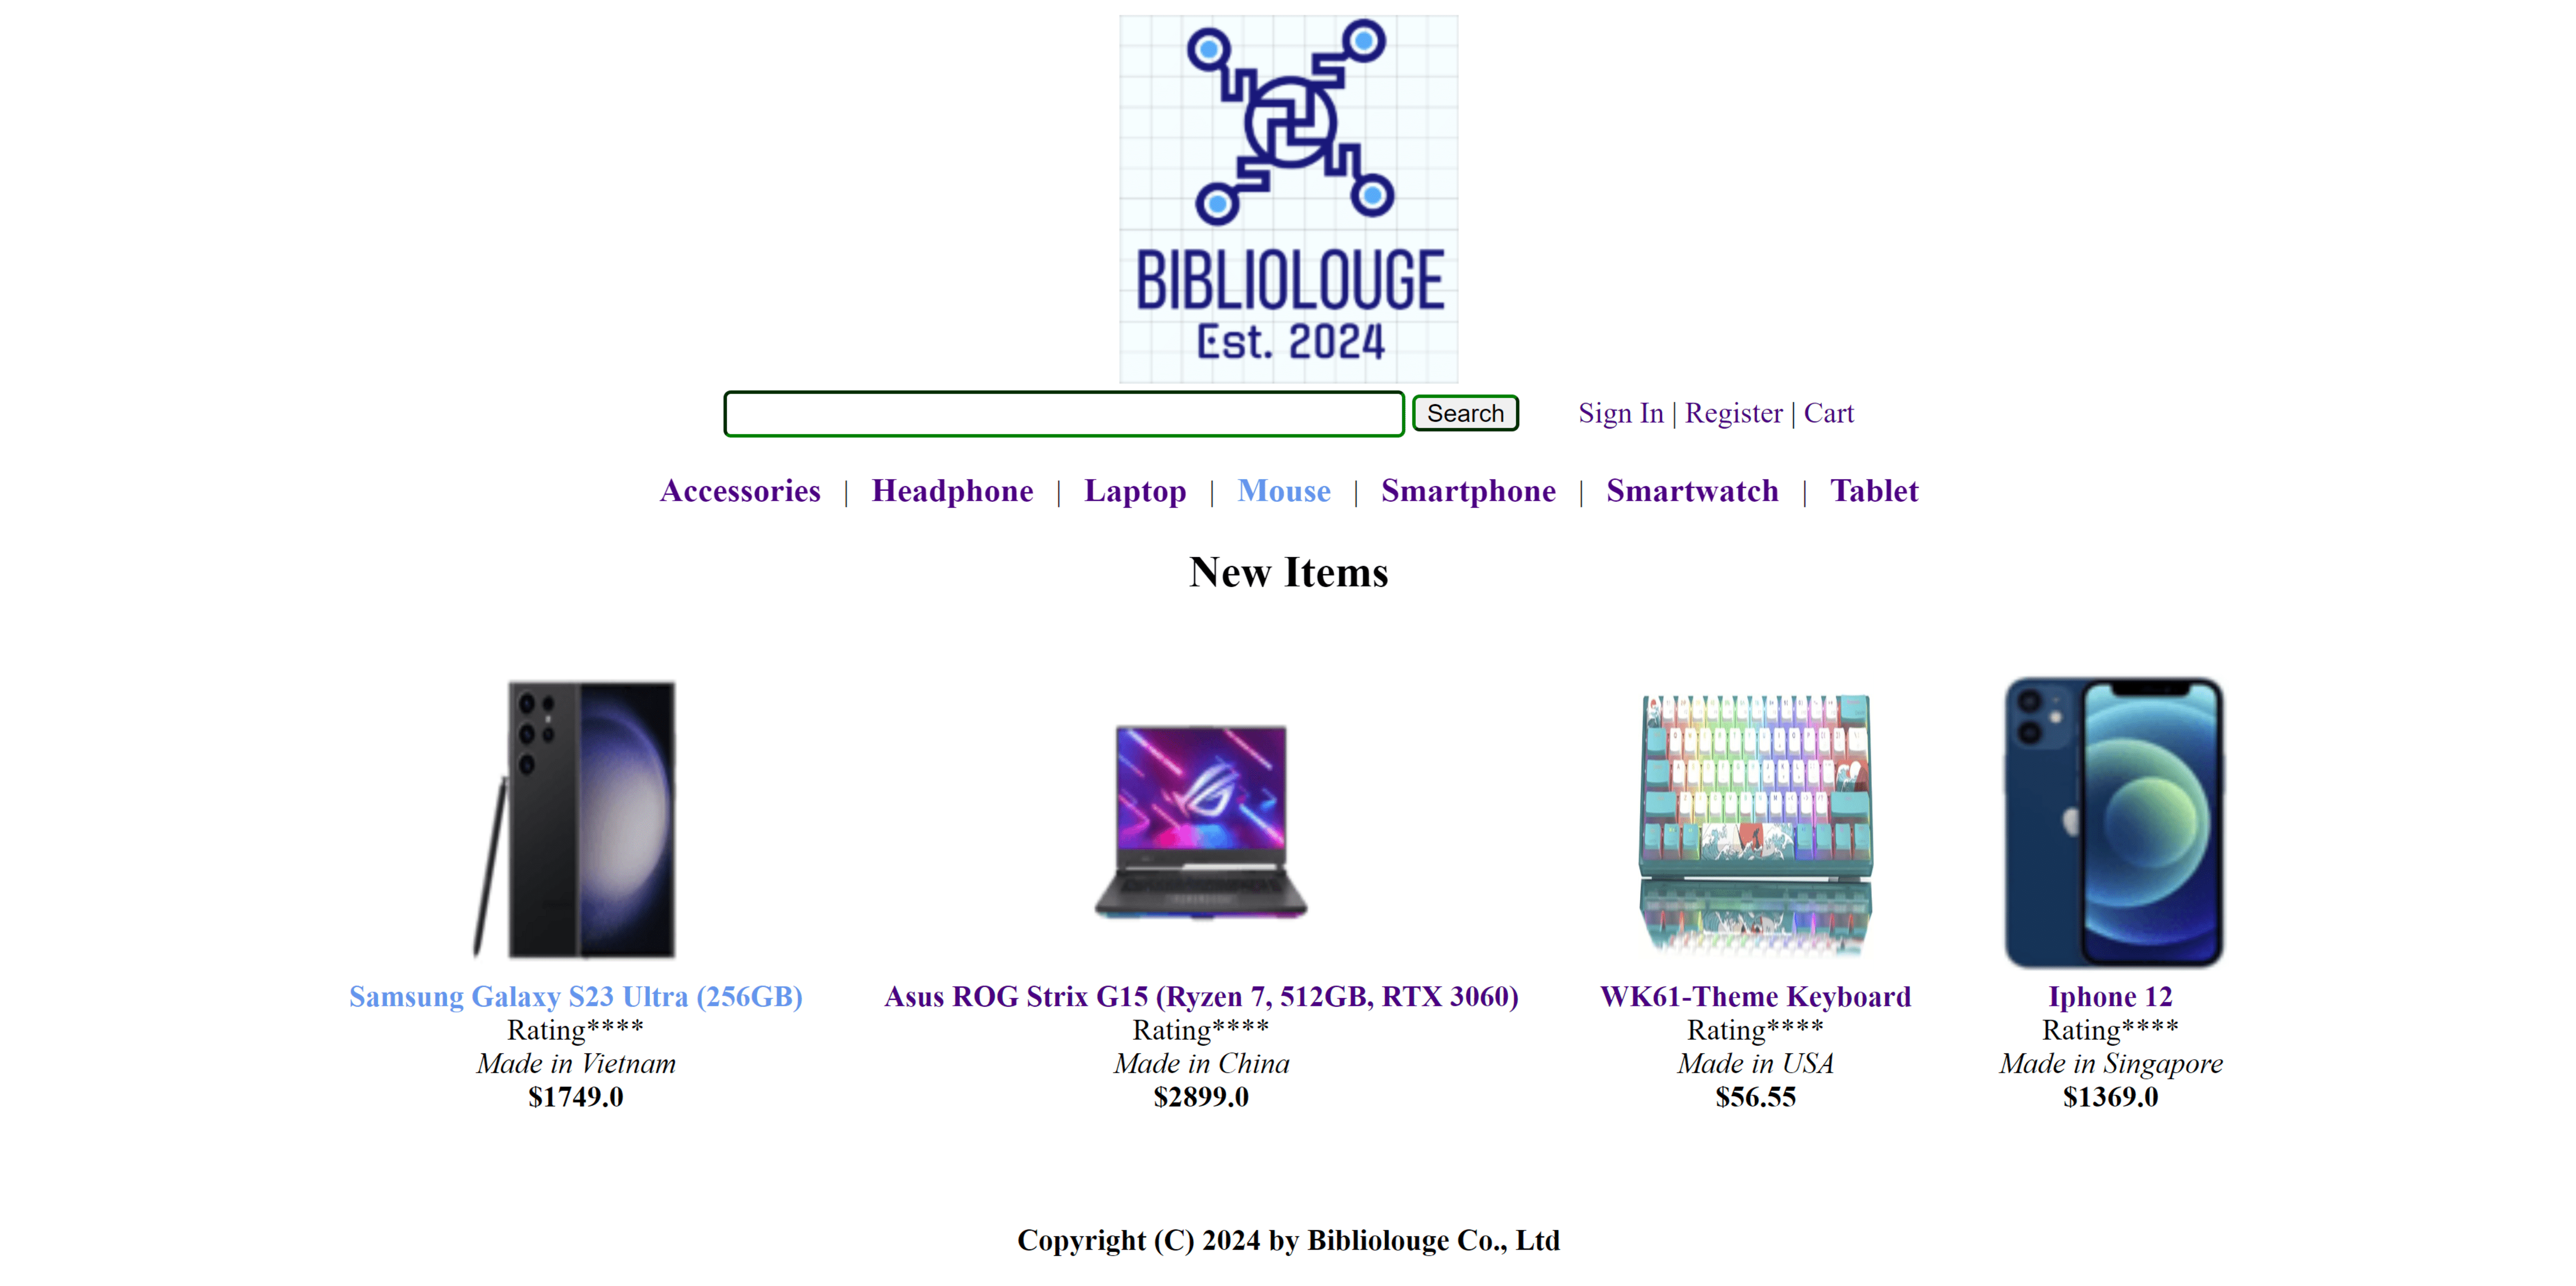 BIBLIOLOUGE
Est. 2024
Search
Sign In | Register | Cart
Accessories | Headphone | Laptop | Mouse | Smartphone | Smartwatch | Tablet
New Items
Samsung Galaxy S23 Ultra (256GB)
Rating****
Made in Vietnam
$1749.0
Asus ROG Strix G15 (Ryzen 7, 512GB, RTX 3060)
Rating****
Made in China
$2899.0
WK61-Theme Keyboard
Rating****
Made in USA
$56.55
Iphone 12
Rating****
Made in Singapore
$1369.0
Copyright (C) 2024 by Bibliolouge Co., Ltd